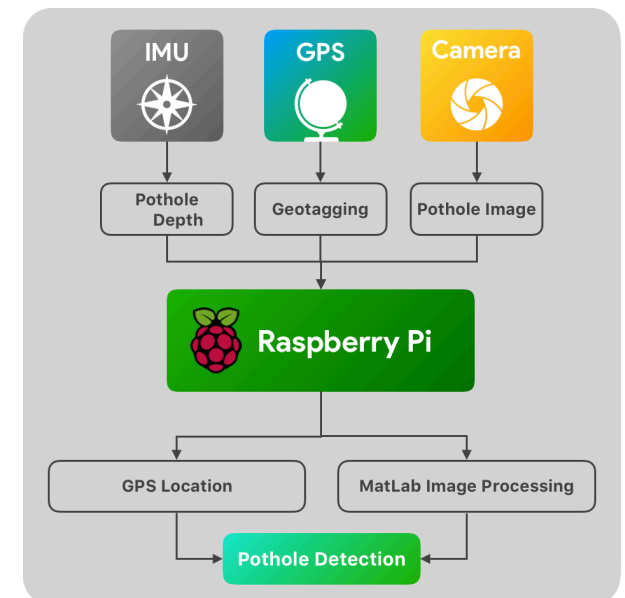 IMU
GPS
Camera
Pothole
Depth
Geotagging
Pothole Image
Raspberry Pi
GPS Location
MatLab Image Processing
Pothole Detection